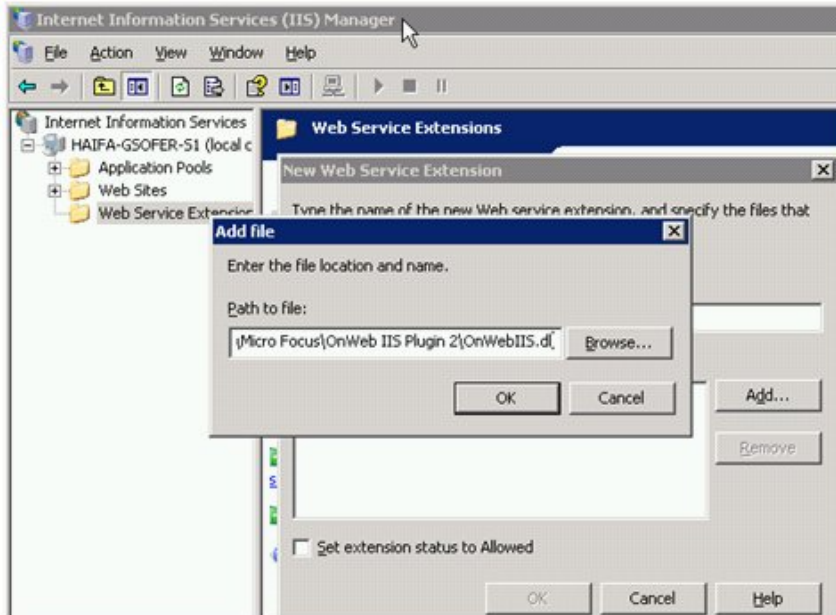 Internet Information Services (IIS) Manager
File Action View Window Help
Internet Information Services
HAIFA-GSOFER-S1 (local c
Application Pools
Web Sites
Web Service Extension
Web Service Extensions
New Web Service Extension
Type the name of the new Web service extension, and specify the files that
Add file
Enter the file location and name.
Path to file:
\Micro Focus\OnWeb IIS Plugin 2\OnWebIIS.dl
Browse...
OK Cancel
Add...
Remove
Set extension status to Allowed
OK Cancel Help